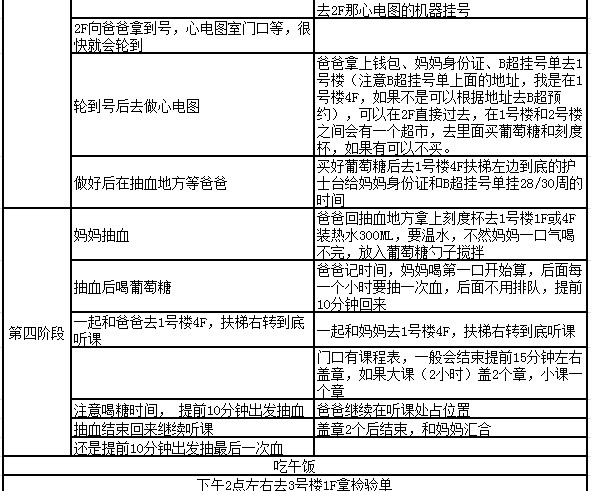 去2F那心电图的机器挂号
2F向爸爸拿到号，心电图室门口等，很
快就会轮到
轮到号后去做心电图
爸爸拿上钱包、妈妈身份证、B超挂号单去1
号楼（注意B超挂号单上面的地址，我是在1
号楼4F，如果不是可以根据地址去B超预
约），可以在2F直接过去，在1号楼和2号楼
之间会有一个超市，去里面买葡萄糖和刻度
杯，如果有可以不买。
做好后在抽血地方等爸爸
买好葡萄糖后去1号楼4F扶梯左边到底的护
士台给妈妈身份证和B超挂号单挂28/30周的
时间
第四阶段
妈妈抽血
爸爸回抽血地方拿上刻度杯去1号楼1F或4F
装热水300ML，要温水，不然妈妈一口气喝
不完，放入葡萄糖勺子搅拌
抽血后喝葡萄糖
爸爸记时间，妈妈喝第一口开始算，后面每
一个小时要抽一次血，后面不用排队，提前
10分钟回来
一起和爸爸去1号楼4F，扶梯右转到底
听课
一起和妈妈去1号楼4F，扶梯右转到底听课
门口有课程表，一般会结束提前15分钟左右
盖章，如果大课（2小时）盖2个章，小课一
个章
注意喝糖时间， 提前10分钟出发抽血
爸爸继续在听课处占位置
抽血结束回来继续听课
盖章2个后结束，和妈妈汇合
还是提前10分钟出发抽最后一次血
吃午饭
下午2点左右去3号楼1F拿检验单